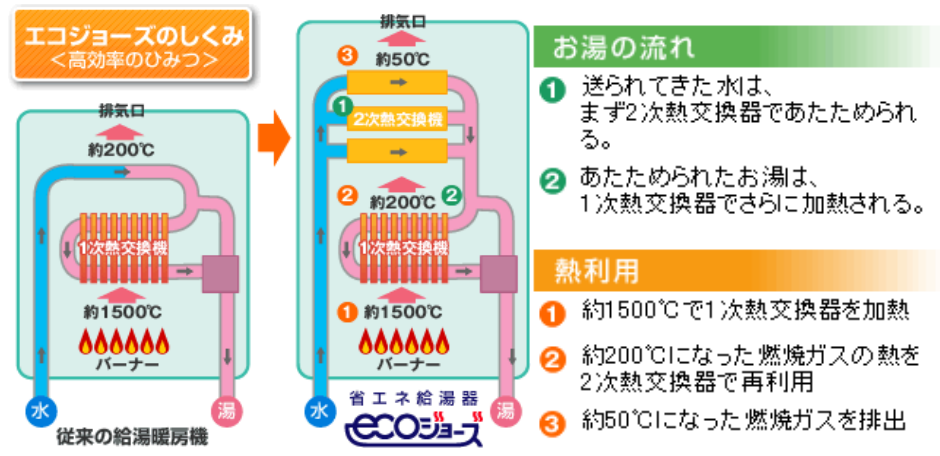 エコジョーズのしくみ
＜高効率のひみつ＞
排気口
約200℃
1次熱交換機
約1500℃
バーナー
水
湯
従来の給湯暖房機
排気口
3
約50℃
1
2次熱交換機
2
約200℃
2
1次熱交換機
1
約1500℃
バーナー
水
湯
省エネ給湯器
ecoジョーズ
お湯の流れ
1 送られてきた水は、
まず2次熱交換器であたためられ
る。
2 あたためられたお湯は、
1次熱交換器でさらに加熱される。
熱利用
1 約1500℃で1次熱交換器を加熱
2 約200℃になった燃焼ガスの熱を
2次熱交換器で再利用
3 約50℃になった燃焼ガスを排出